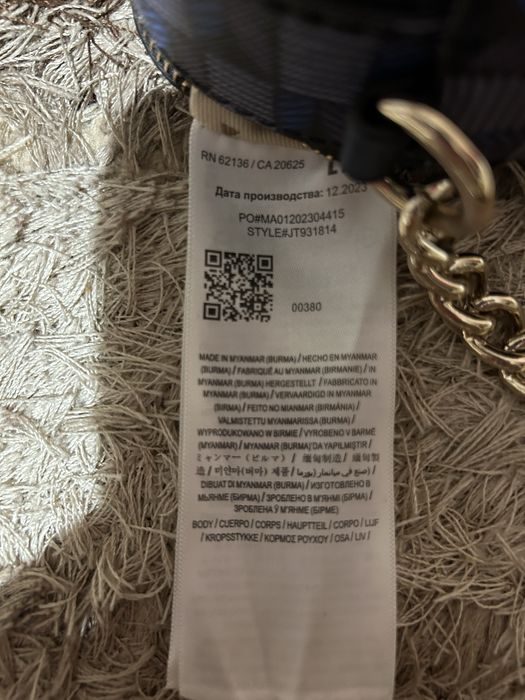 RN 62136 / CA 20625
Дата производства: 12.2023
PO#MA01202304415
STYLE#JT931814
00380
MADE IN MYANMAR (BURMA) / HECHO EN MYANMAR
(BURMA) / FABRIQUÉ AU MYANMAR (BIRMANIE) / IN
MYANMAR (BURMA) HERGESTELLT / FABBRICATO IN
MYANMAR (BURMA) / VERVAARDIGD IN MYANMAR
(BIRMA) / FEITO NO MIANMAR (BIRMÂNIA) /
VALMISTETTU MYANMARISSA (BURMA) /
WYPRODUKOWANO W BIRMIE / VYROBENO V BARMĚ
(MYANMAR) / MYANMAR (BURMA)'DA YAPILMIŞTIR /
ミャンマー (ビルマ) / 缅甸制造 / 緬甸製
造 / 미얀마(버마) 제품 / صنع في ميانمار (بورما) /
DIBUAT DI MYANMAR (BURMA) / ИЗГОТОВЛЕНО В
МЬЯНМЕ (БИРМА) / ЗРОБЛЕНО В М'ЯНМІ (БІРМА) /
ЗРОБЛЕНА Ў М'ЯНМЕ (БІРМЕ)
BODY / CUERPO / CORPS / HAUPTTEIL / CORPO / LIJF
/ KROPSSTYKKE / ΚΟΡΜΟΣ ΡΟΥΧΟΥ / OSA / LIV /